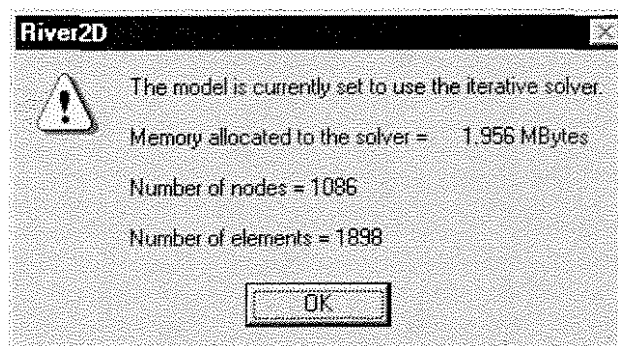 River2D
The model is currently set to use the iterative solver.
Memory allocated to the solver = 1.956 MBytes
Number of nodes = 1086
Number of elements = 1898
OK